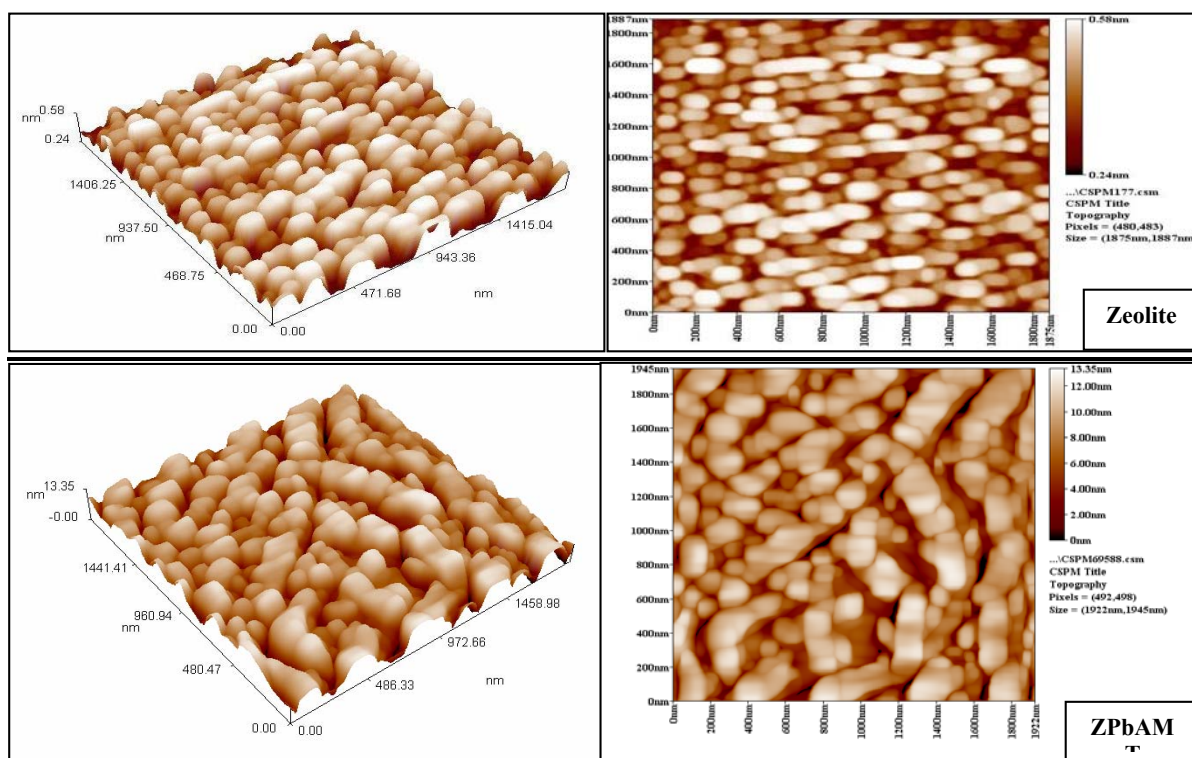 0.58
nm
0.24
1406.25
937.50
nm
468.75
0.00
0.00
471.68
943.36
1415.04
nm
1887nm
1800nm
1600nm
1400nm
1200nm
1000nm
800nm
600nm
400nm
200nm
0nm
0nm
200nm
400nm
600nm
800nm
1000nm
1200nm
1400nm
1600nm
1800nm
1875nm
0.58nm
0.24nm
...\CSPM177.csm
CSPM Title
Topography
Pixels = (480,483)
Size = (1875nm,1887nm)
Zeolite
nm
13.35
-0.00
1441.41
960.94
nm
480.47
0.00
0.00
486.33
972.66
1458.98
nm
1945nm
1800nm
1600nm
1400nm
1200nm
1000nm
800nm
600nm
400nm
200nm
0nm
0nm
200nm
400nm
600nm
800nm
1000nm
1200nm
1400nm
1600nm
1800nm
1922nm
13.35nm
12.00nm
10.00nm
8.00nm
6.00nm
4.00nm
2.00nm
0nm
...\CSPM69588.csm
CSPM Title
Topography
Pixels = (492,498)
Size = (1922nm,1945nm)
ZPbAM
T